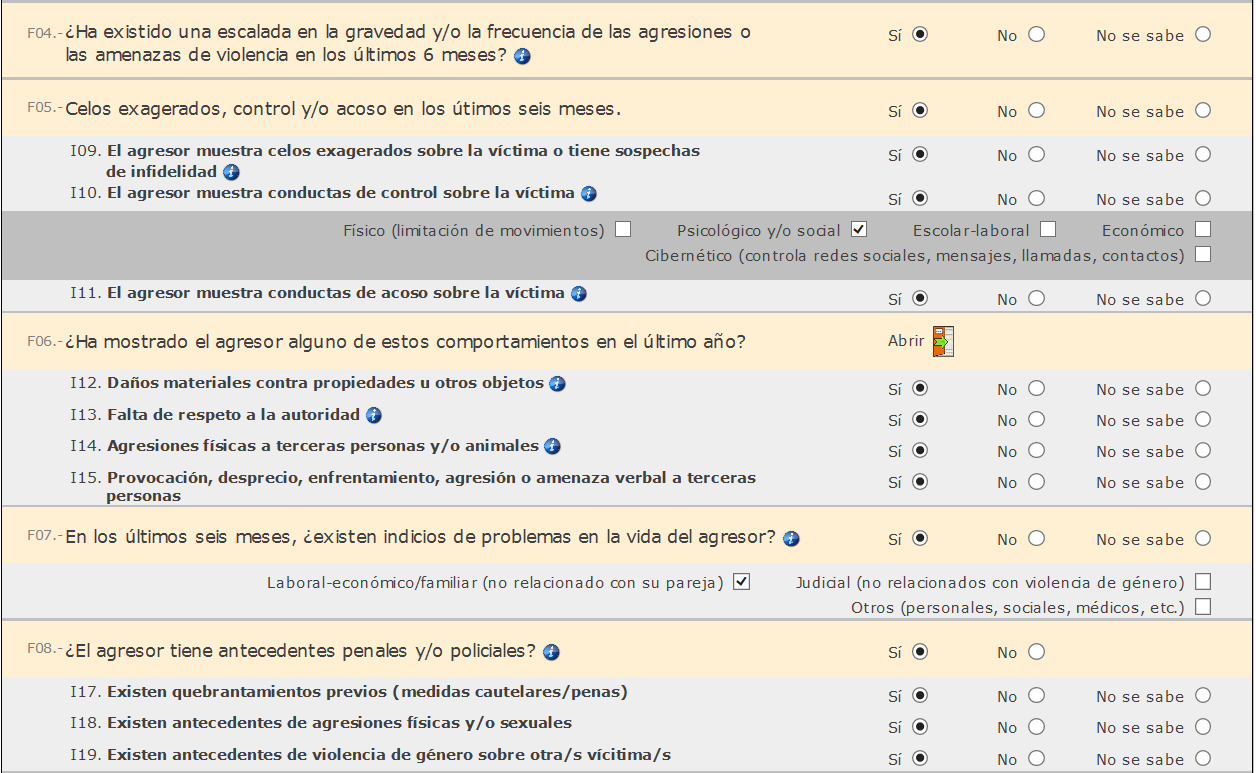 F04.- ¿Ha existido una escalada en la gravedad y/o la frecuencia de las agresiones o Sí No No se sabe
las amenazas de violencia en los últimos 6 meses?
F05.- Celos exagerados, control y/o acoso en los útimos seis meses. Sí No No se sabe
I09. El agresor muestra celos exagerados sobre la víctima o tiene sospechas Sí No No se sabe
de infidelidad
I10. El agresor muestra conductas de control sobre la víctima Sí No No se sabe
Físico (limitación de movimientos) Psicológico y/o social Escolar-laboral Económico
Cibernético (controla redes sociales, mensajes, llamadas, contactos)
I11. El agresor muestra conductas de acoso sobre la víctima Sí No No se sabe
F06.- ¿Ha mostrado el agresor alguno de estos comportamientos en el último año? Abrir
I12. Daños materiales contra propiedades u otros objetos Sí No No se sabe
I13. Falta de respeto a la autoridad Sí No No se sabe
I14. Agresiones físicas a terceras personas y/o animales Sí No No se sabe
I15. Provocación, desprecio, enfrentamiento, agresión o amenaza verbal a terceras Sí No No se sabe
personas
F07.- En los últimos seis meses, ¿existen indicios de problemas en la vida del agresor? Sí No No se sabe
Laboral-económico/familiar (no relacionado con su pareja) Judicial (no relacionados con violencia de género)
Otros (personales, sociales, médicos, etc.)
F08.- ¿El agresor tiene antecedentes penales y/o policiales? Sí No
I17. Existen quebrantamientos previos (medidas cautelares/penas) Sí No No se sabe
I18. Existen antecedentes de agresiones físicas y/o sexuales Sí No No se sabe
I19. Existen antecedentes de violencia de género sobre otra/s vícitima/s Sí No No se sabe